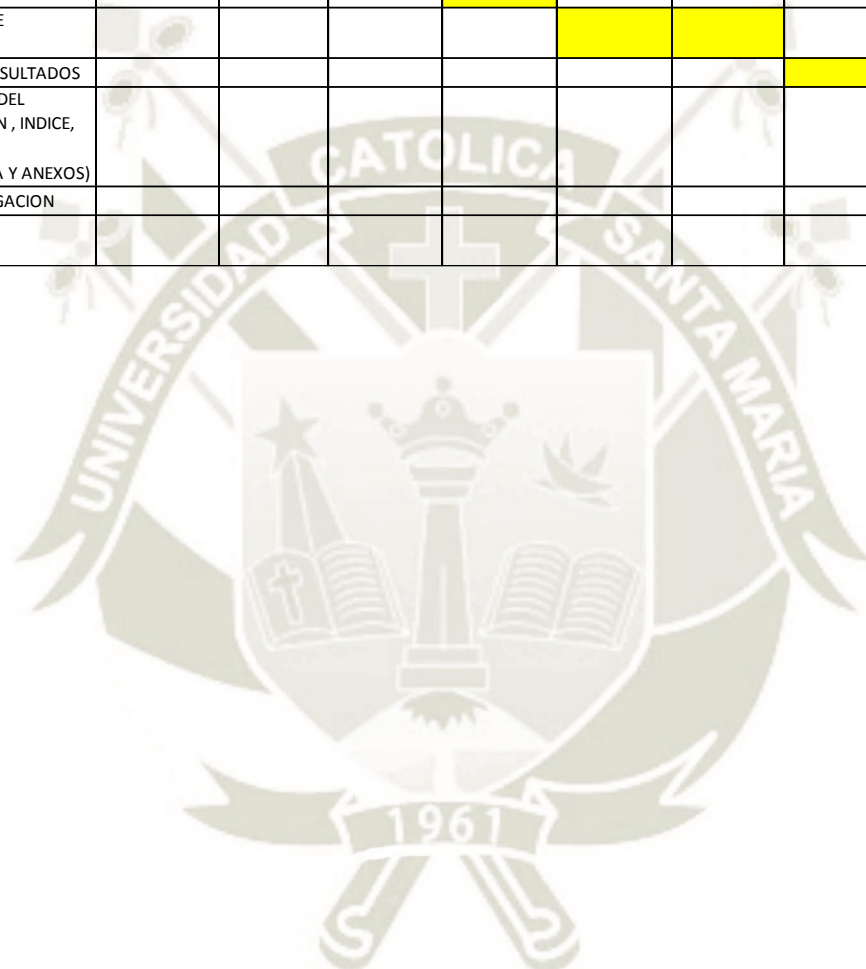 E
SULTADOS
DEL
N , INDICE,
A Y ANEXOS)
GACION
UNIVERSIDAD CATOLICA SANTA MARIA
1961